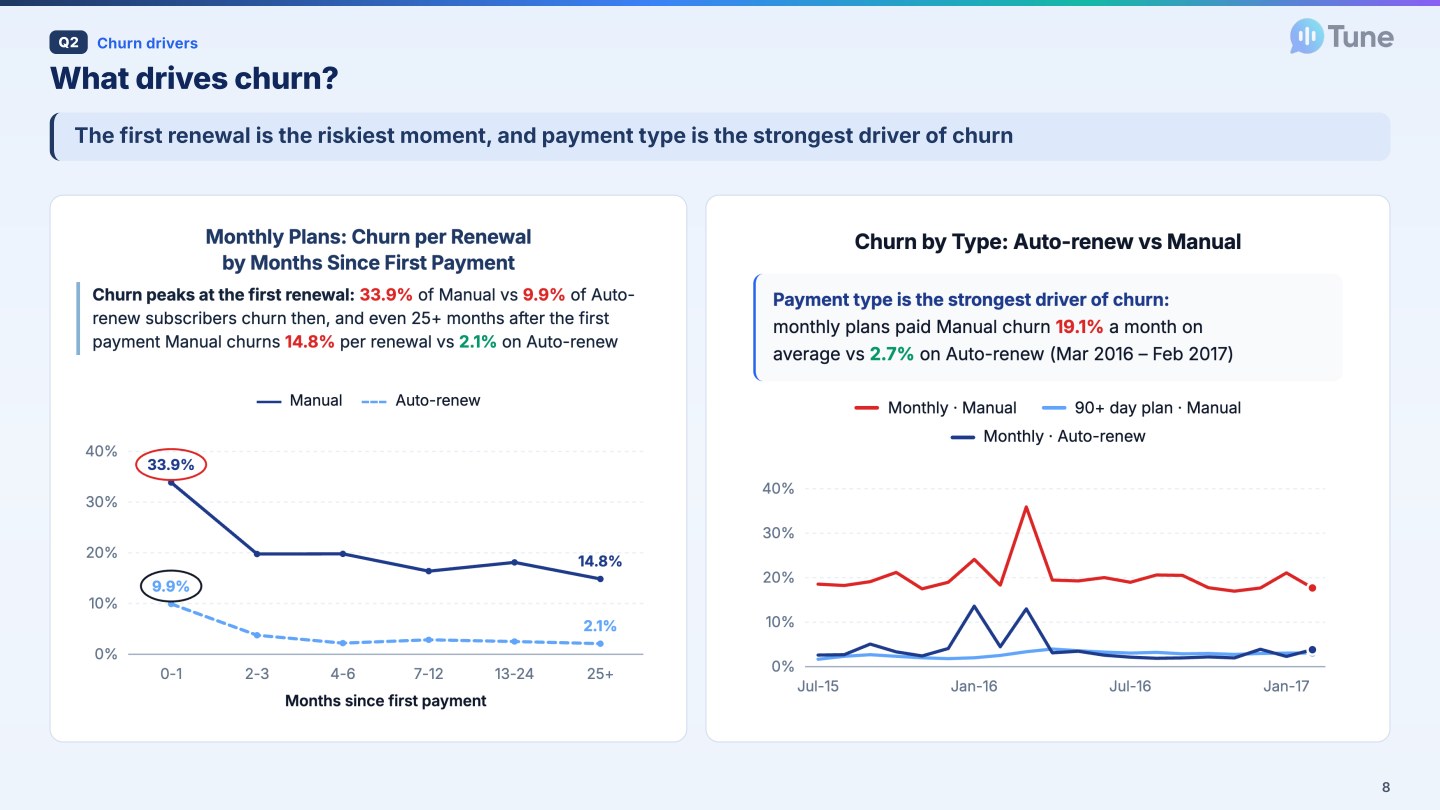 Q2 Churn drivers
Tune
What drives churn?
The first renewal is the riskiest moment, and payment type is the strongest driver of churn
Monthly Plans: Churn per Renewal
by Months Since First Payment
Churn peaks at the first renewal: 33.9% of Manual vs 9.9% of Auto-
renew subscribers churn then, and even 25+ months after the first
payment Manual churns 14.8% per renewal vs 2.1% on Auto-renew
Manual Auto-renew
40%
33.9%
30%
20%
14.8%
9.9%
10%
2.1%
0%
0-1 2-3 4-6 7-12 13-24 25+
Months since first payment
Churn by Type: Auto-renew vs Manual
Payment type is the strongest driver of churn:
monthly plans paid Manual churn 19.1% a month on
average vs 2.7% on Auto-renew (Mar 2016 – Feb 2017)
Monthly · Manual 90+ day plan · Manual
Monthly · Auto-renew
40%
30%
20%
10%
0%
Jul-15 Jan-16 Jul-16 Jan-17
8